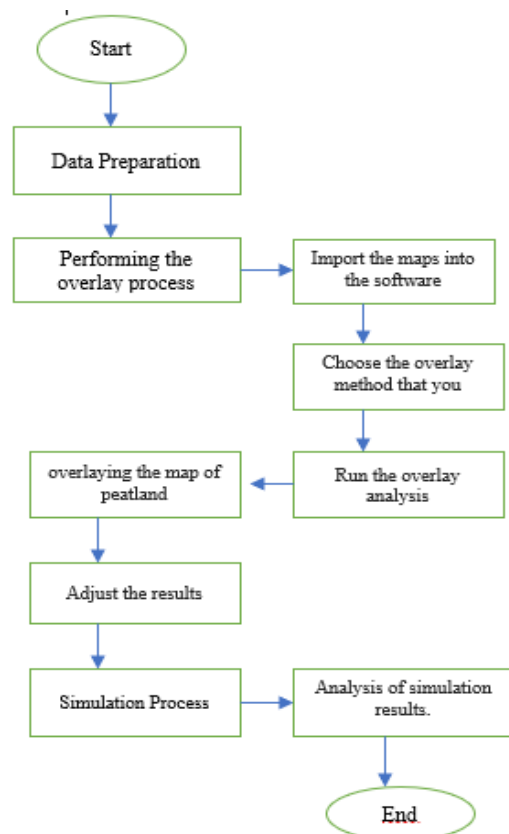 Start
Data Preparation
Performing the
overlay process
Import the maps into
the software
Choose the overlay
method that you
Run the overlay
analysis
overlaying the map of
peatland
Adjust the results
Simulation Process
Analysis of simulation
results.
End